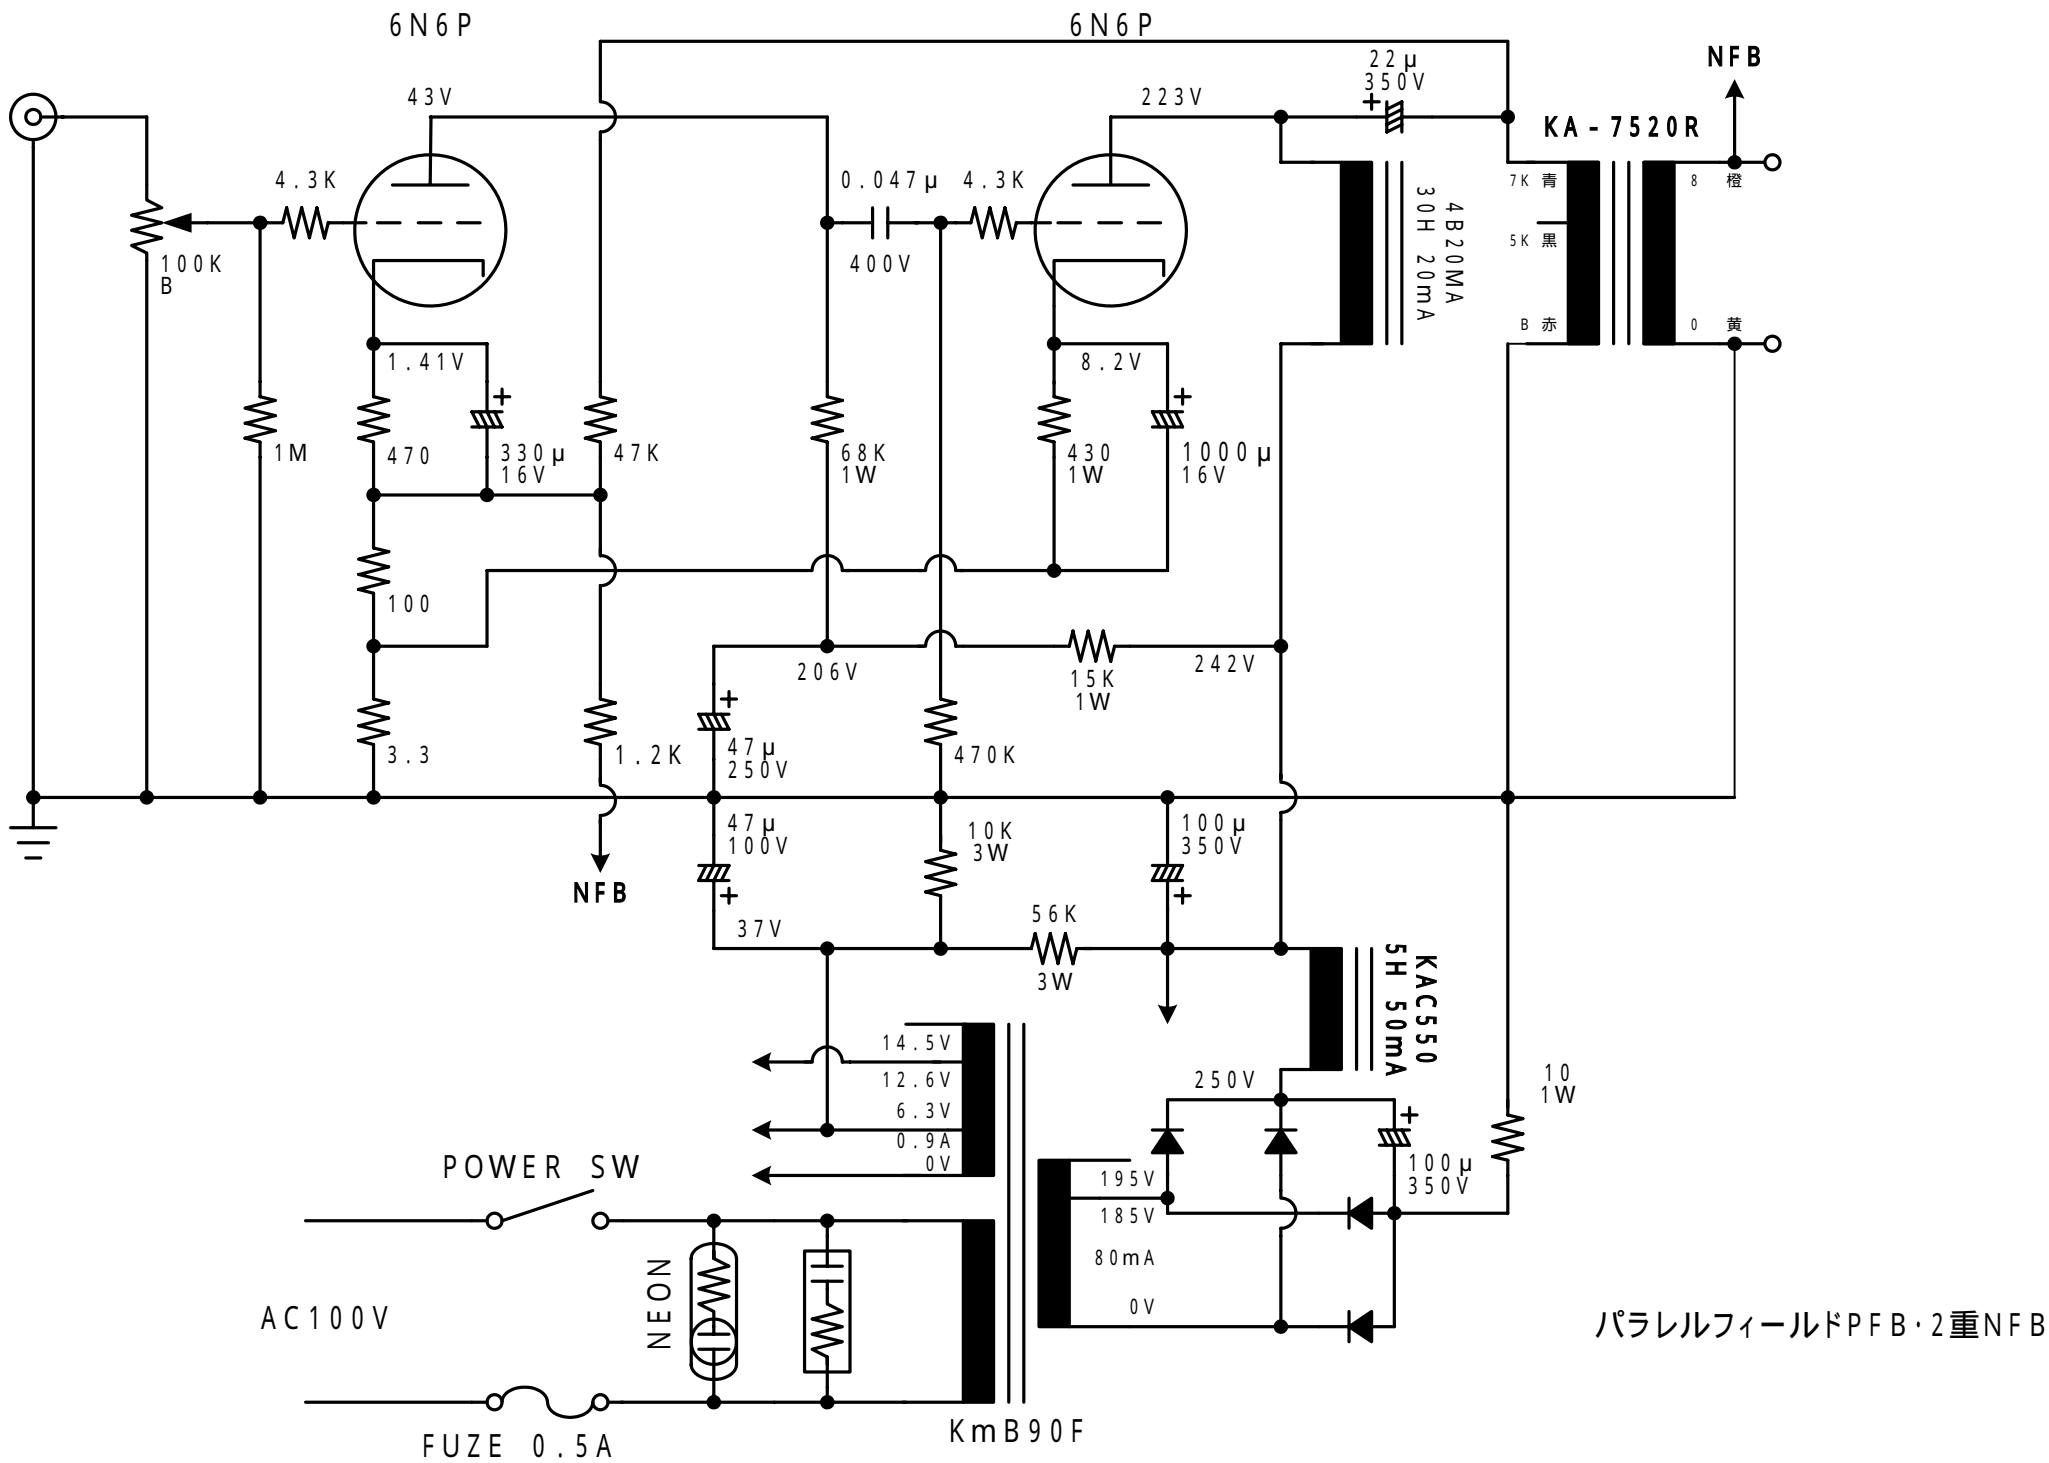 6N6P
6N6P
22μ
350V
NFB
43V
223V
KA-7520R
4.3K
0.047μ
4.3K
400V
100K
B
4B20MA
30H 20mA
7K 青
5K 黒
B 赤
8 橙
0 黄
1.41V
8.2V
1M
470
330μ
16V
47K
68K
1W
430
1W
1000μ
16V
100
206V
15K
1W
242V
3.3
1.2K
47μ
250V
470K
NFB
47μ
100V
10K
3W
100μ
350V
37V
56K
3W
KAC550
5H 50mA
14.5V
12.6V
6.3V
0.9A
0V
250V
10
1W
100μ
350V
195V
185V
80mA
0V
POWER SW
NEON
AC100V
FUZE 0.5A
KmB90F
パラレルフィールドPFB・2重NFB